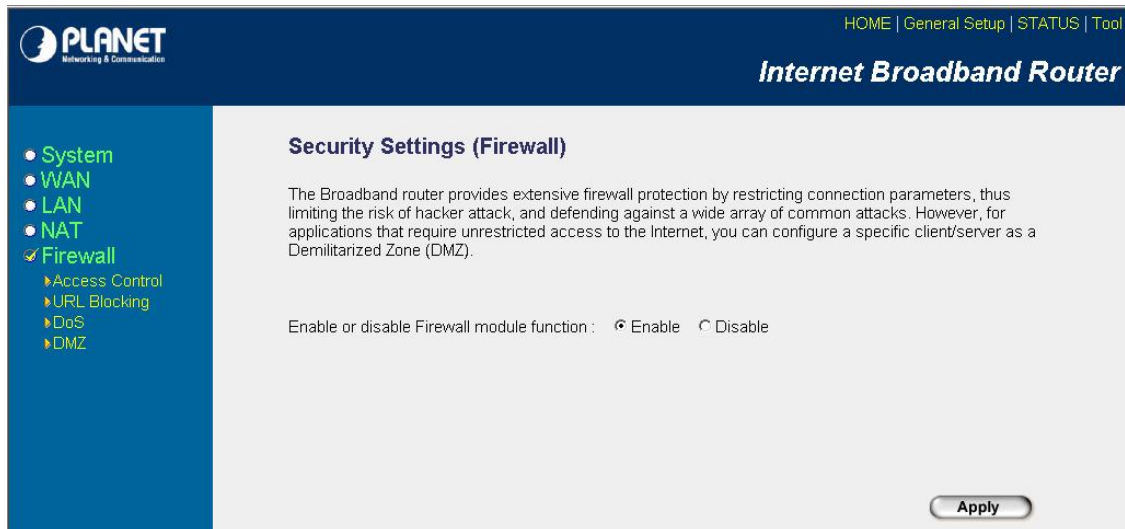 PLANET
Networking & Communication
HOME | General Setup | STATUS | Tool
Internet Broadband Router
System
WAN
LAN
NAT
Firewall
Access Control
URL Blocking
DoS
DMZ
Security Settings (Firewall)
The Broadband router provides extensive firewall protection by restricting connection parameters, thus
limiting the risk of hacker attack, and defending against a wide array of common attacks. However, for
applications that require unrestricted access to the Internet, you can configure a specific client/server as a
Demilitarized Zone (DMZ).
Enable or disable Firewall module function : Enable Disable
Apply